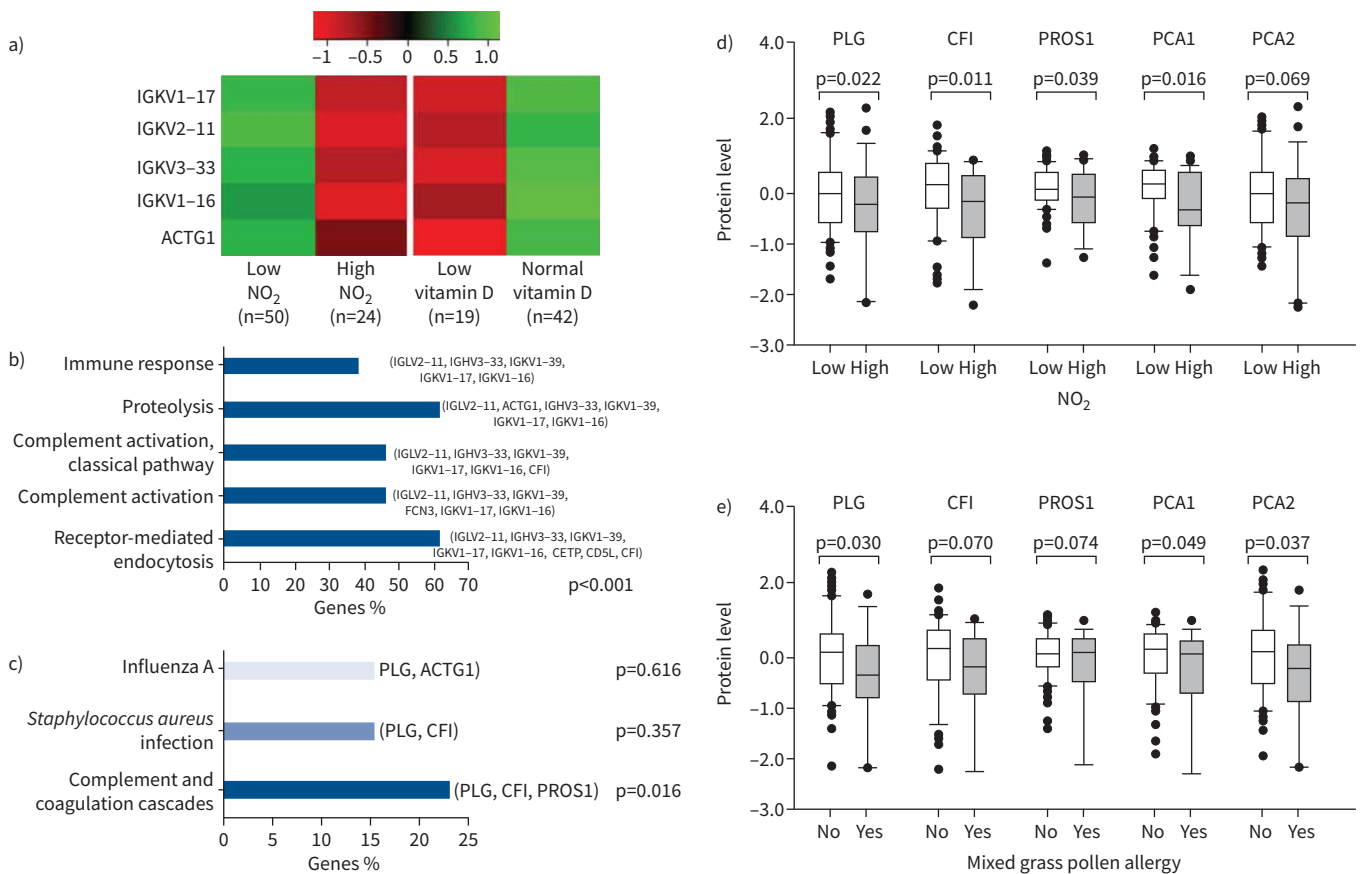 a)
−1 −0.5 0 0.5 1.0
IGKV1–17
IGKV2–11
IGKV3–33
IGKV1–16
ACTG1
Low
NO2
(n=50)
High
NO2
(n=24)
Low
vitamin D
(n=19)
Normal
vitamin D
(n=42)
b)
Immune response
(IGLV2–11, IGHV3–33, IGKV1–39,
IGKV1–17, IGKV1–16)
Proteolysis
(IGLV2–11, ACTG1, IGHV3–33, IGKV1–39,
IGKV1–17, IGKV1–16)
Complement activation,
classical pathway
(IGLV2–11, IGHV3–33, IGKV1–39,
IGKV1–17, IGKV1–16, CFI)
Complement activation
(IGLV2–11, IGHV3–33, IGKV1–39,
FCN3, IGKV1–17, IGKV1–16)
Receptor-mediated
endocytosis
(IGLV2–11, IGHV3–33, IGKV1–39,
IGKV1–17, IGKV1–16, CETP, CD5L, CFI)
0 10 20 30 40 50 60 70
Genes %
p<0.001
c)
Influenza A
PLG, ACTG1)
p=0.616
Staphylococcus aureus
infection
(PLG, CFI)
p=0.357
Complement and
coagulation cascades
(PLG, CFI, PROS1)
p=0.016
0 5 10 15 20 25
Genes %
d)
PLG CFI PROS1 PCA1 PCA2
p=0.022 p=0.011 p=0.039 p=0.016 p=0.069
4.0
2.0
0.0
−1.0
−2.0
−3.0
Protein level
Low High Low High Low High Low High Low High
NO2
e)
PLG CFI PROS1 PCA1 PCA2
p=0.030 p=0.070 p=0.074 p=0.049 p=0.037
4.0
2.0
0.0
−1.0
−2.0
−3.0
Protein level
No Yes No Yes No Yes No Yes No Yes
Mixed grass pollen allergy